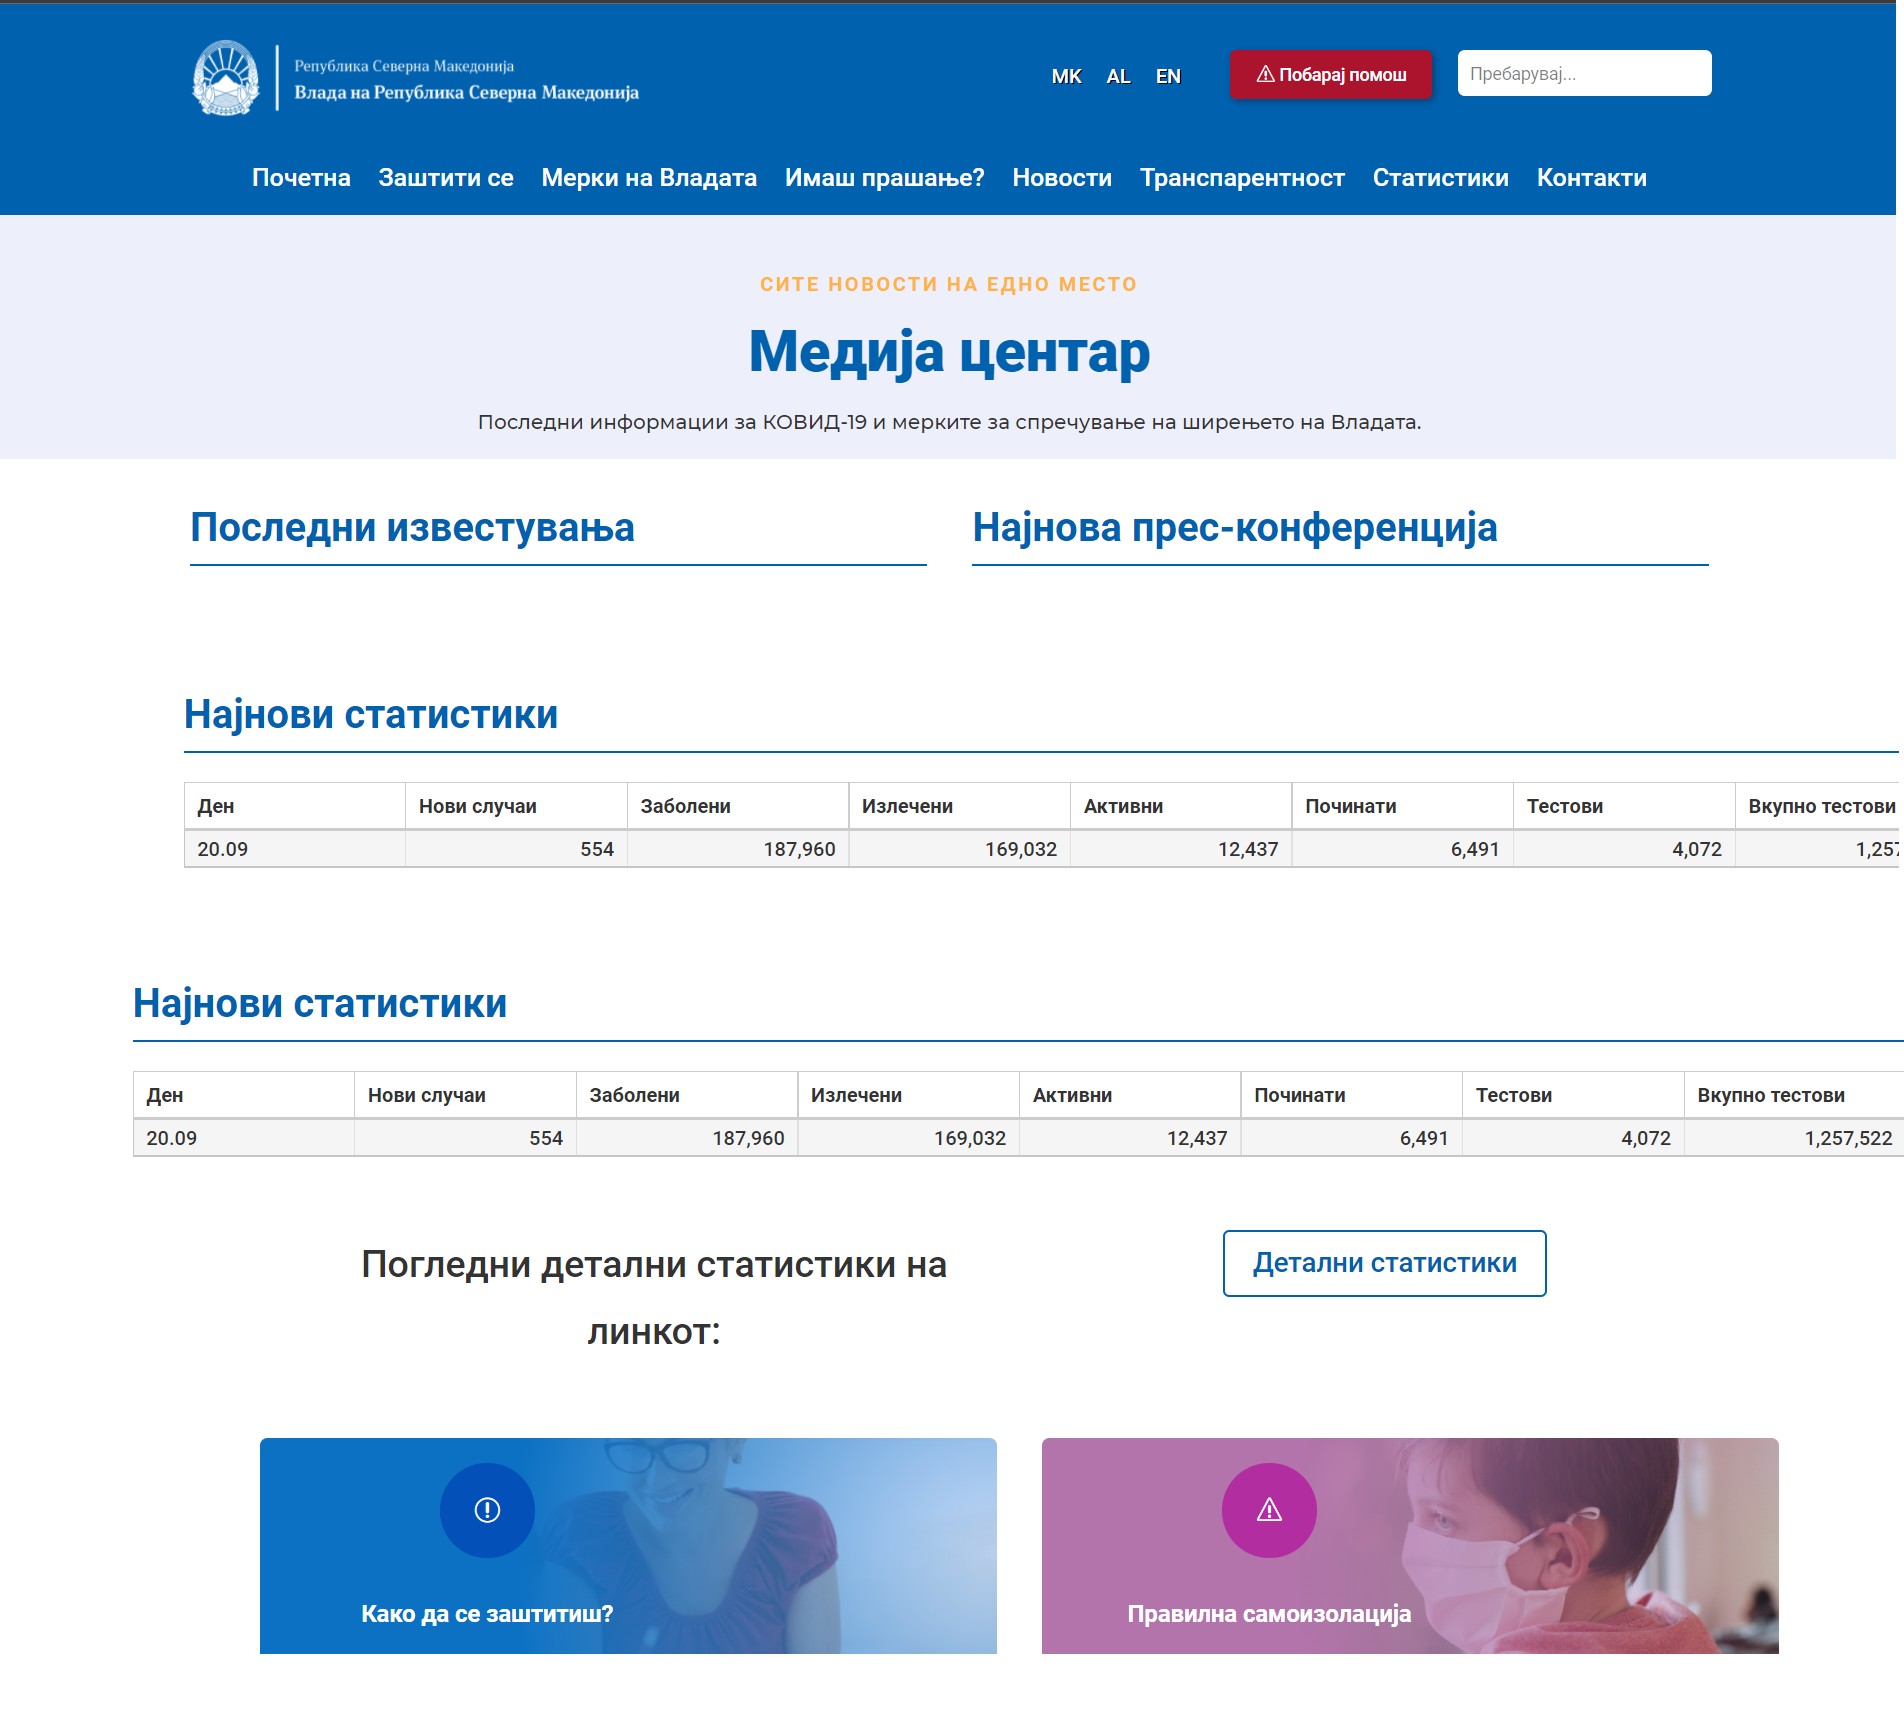 Република Северна Македонија
Влада на Република Северна Македонија
MK AL EN
Побарај помош
Пребарувај...
Почетна Заштити се Мерки на Владата Имаш прашање? Новости Транспарентност Статистики Контакти
СИТЕ НОВОСТИ НА ЕДНО МЕСТО
Медија центар
Последни информации за КОВИД-19 и мерките за спречување на ширењето на Владата.
Последни известувања
Најнова прес-конференција
Најнови статистики
Ден Нови случаи Заболени Излечени Активни Починати Тестови Вкупно тестови
20.09 554 187,960 169,032 12,437 6,491 4,072 1,257
Најнови статистики
Ден Нови случаи Заболени Излечени Активни Починати Тестови Вкупно тестови
20.09 554 187,960 169,032 12,437 6,491 4,072 1,257,522
Погледни детални статистики на
линкот:
Детални статистики
Како да се заштитиш?
Правилна самоизолација